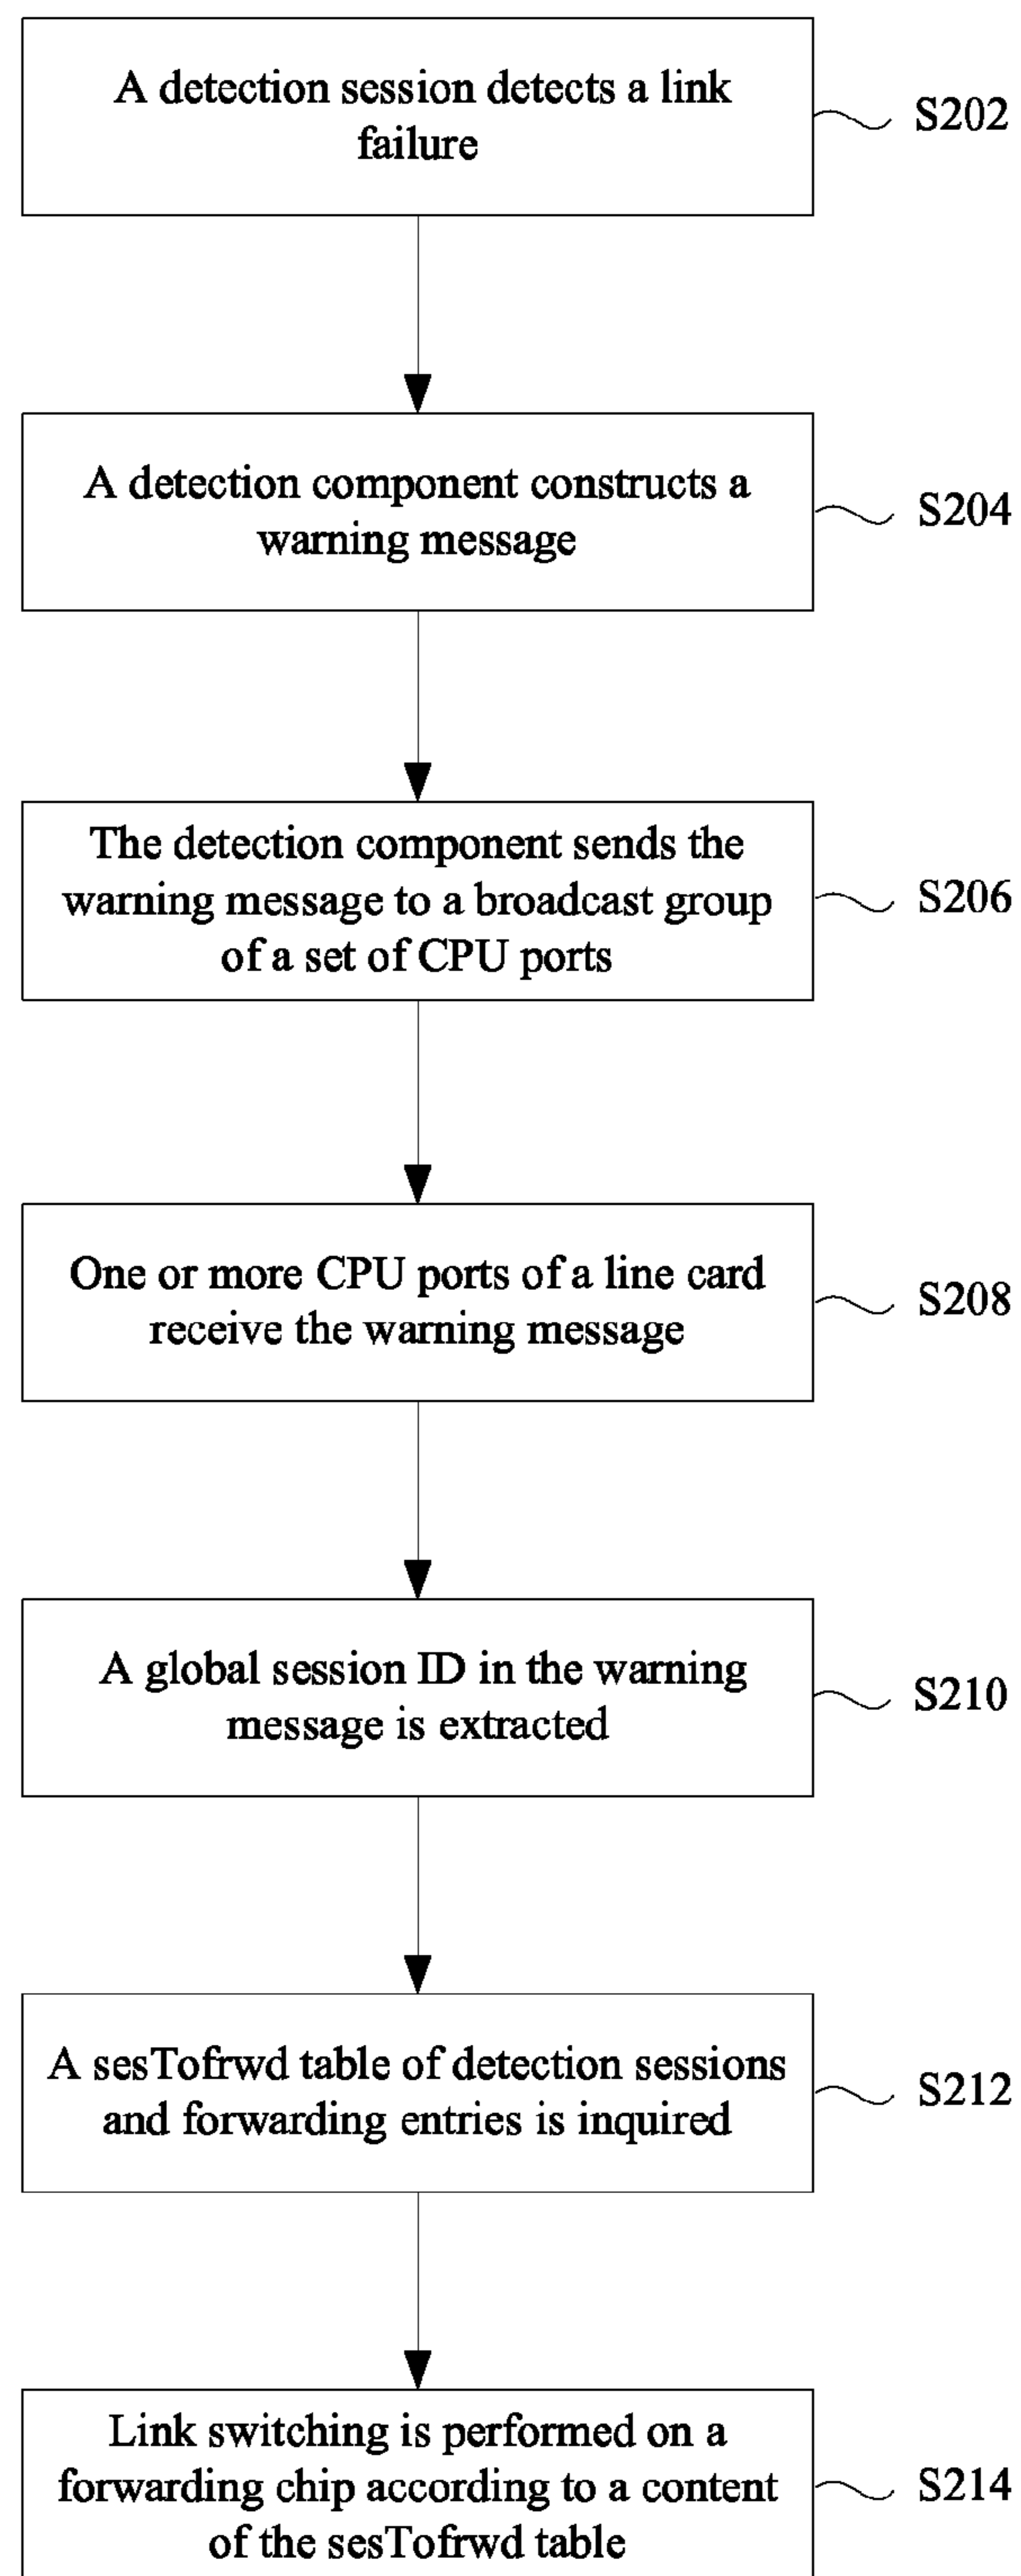 A detection session detects a link
failure
S202
A detection component constructs a
warning message
S204
The detection component sends the
warning message to a broadcast group
of a set of CPU ports
S206
One or more CPU ports of a line card
receive the warning message
S208
A global session ID in the warning
message is extracted
S210
A sesTofrwd table of detection sessions
and forwarding entries is inquired
S212
Link switching is performed on a
forwarding chip according to a content
of the sesTofrwd table
S214